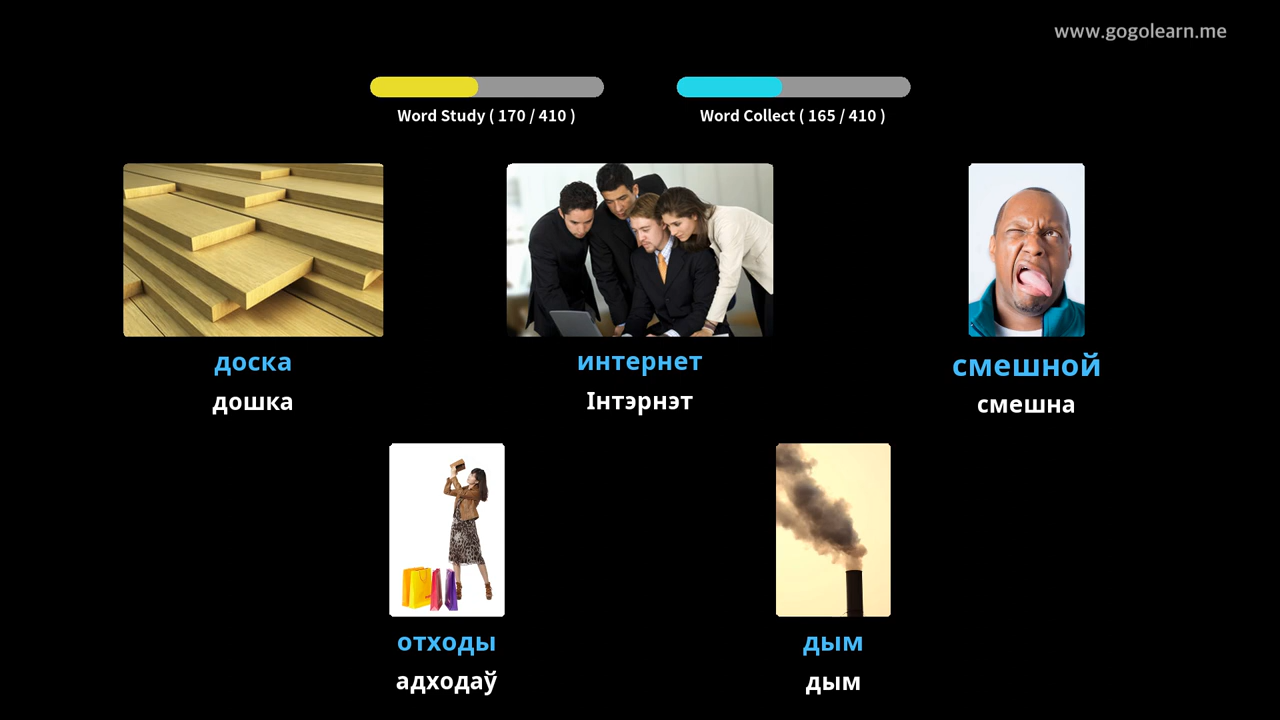 www.gogolearn.me
Word Study ( 170 / 410 )
Word Collect ( 165 / 410 )
доска
дошка
интернет
Інтэрнэт
смешной
смешна
отходы
адходаў
дым
дым